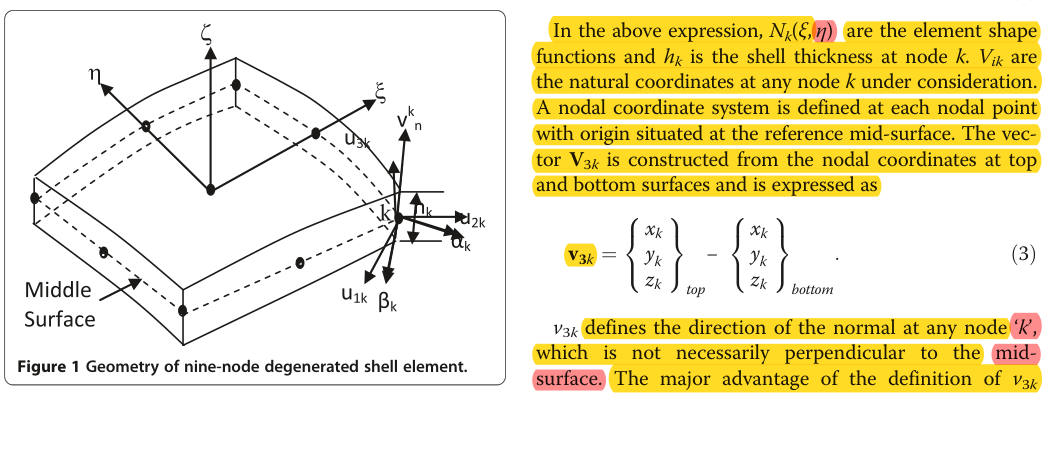 ζ
η
ξ
v
k
n
u3k
k
hk
u2k
αk
u1k
βk
Middle
Surface
Figure 1 Geometry of nine-node degenerated shell element.
In the above expression, Nk(ξ,η) are the element shape
functions and hk is the shell thickness at node k. Vik are
the natural coordinates at any node k under consideration.
A nodal coordinate system is defined at each nodal point
with origin situated at the reference mid-surface. The vec-
tor V3k is constructed from the nodal coordinates at top
and bottom surfaces and is expressed as
v3k = { xk yk zk } top – { xk yk zk } bottom . (3)
v3k defines the direction of the normal at any node ‘k’,
which is not necessarily perpendicular to the mid-
surface. The major advantage of the definition of v3k